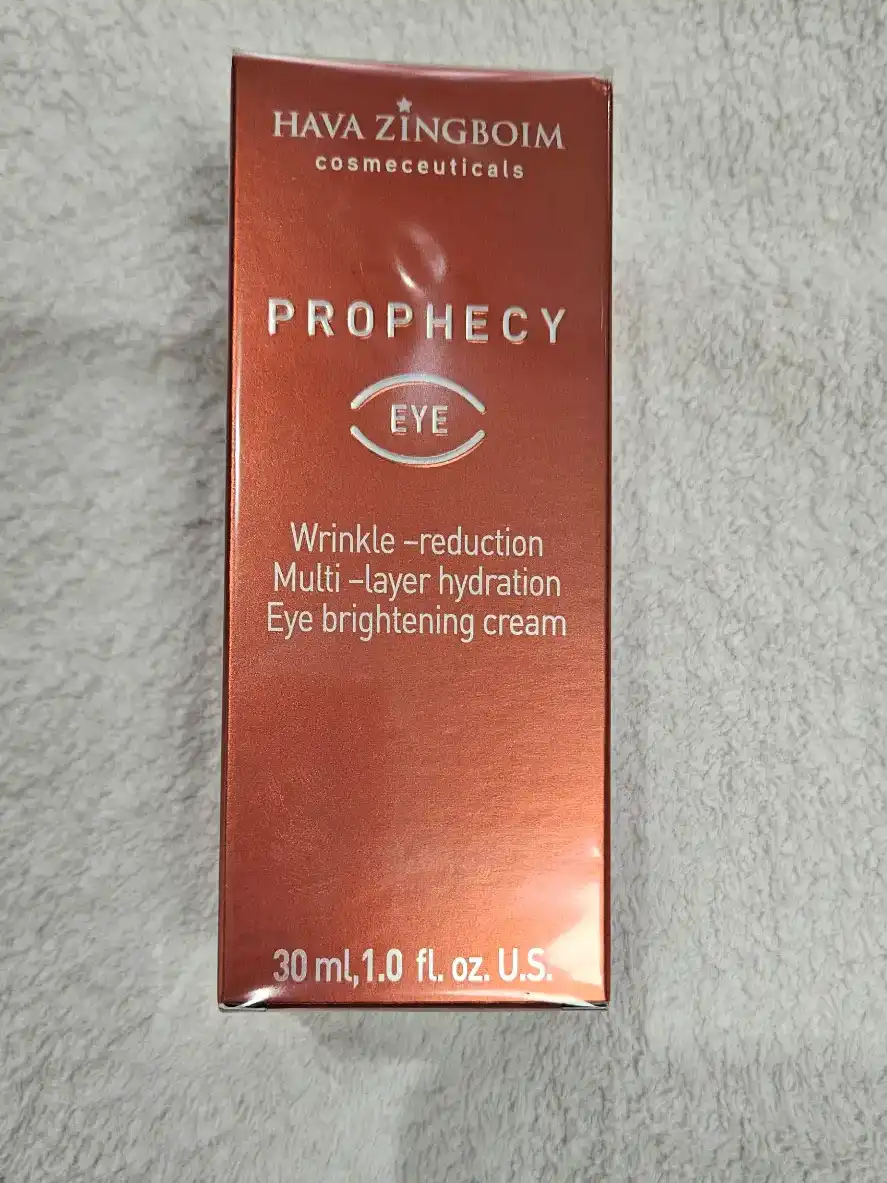 HAVA ZINGBOIM
cosmeceuticals
PROPHECY
EYE
Wrinkle –reduction
Multi –layer hydration
Eye brightening cream
30 ml,1.0 fl. oz. U.S.